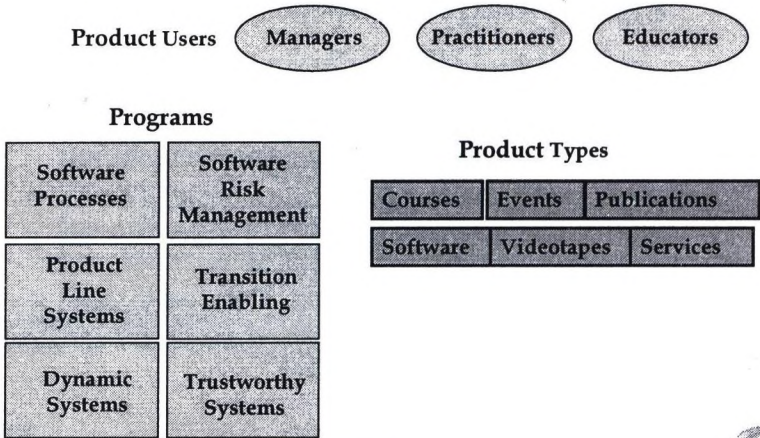 Product Users
Managers
Practitioners
Educators
Programs
Software
Processes
Software
Risk
Management
Product
Line
Systems
Transition
Enabling
Dynamic
Systems
Trustworthy
Systems
Product Types
Courses
Events
Publications
Software
Videotapes
Services